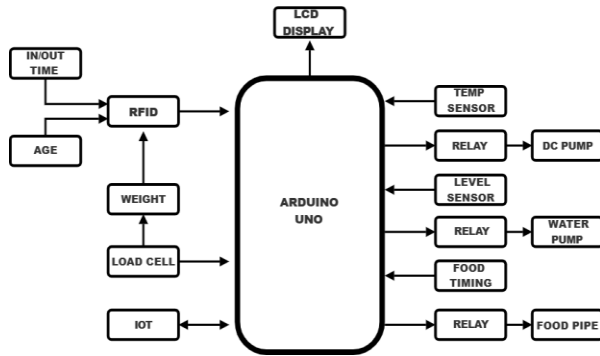 LCD
DISPLAY
IN/OUT
TIME
RFID
AGE
WEIGHT
LOAD CELL
IOT
ARDUINO
UNO
TEMP
SENSOR
RELAY
DC PUMP
LEVEL
SENSOR
RELAY
WATER
PUMP
FOOD
TIMING
RELAY
FOOD PIPE